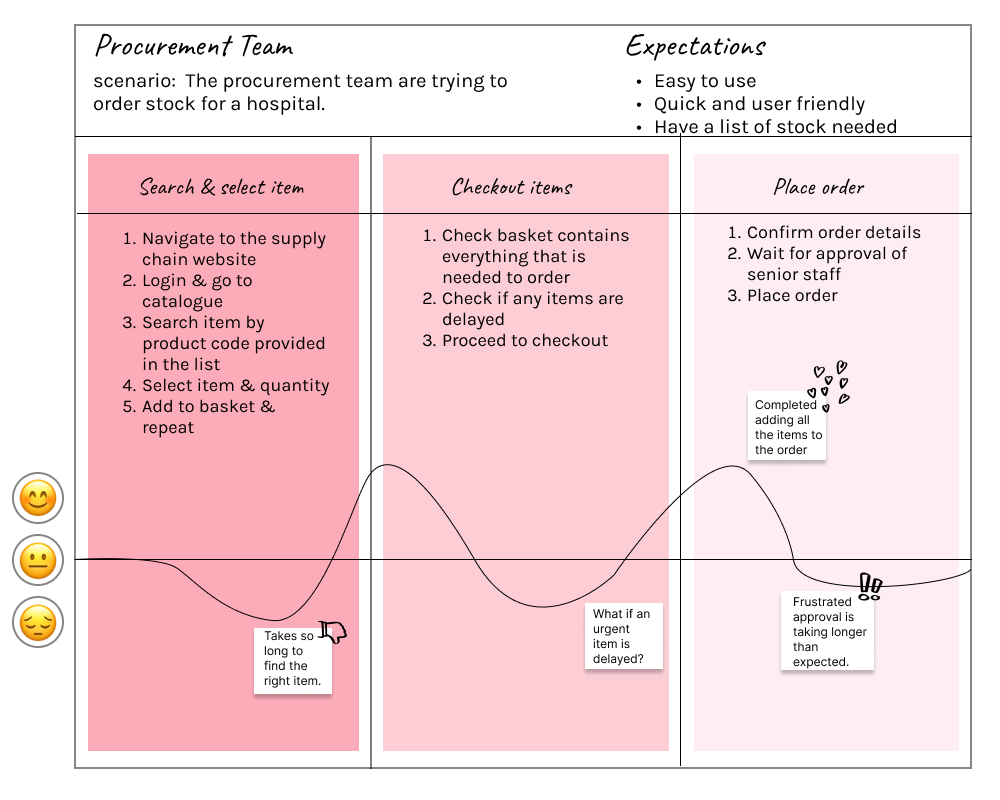 Procurement Team
scenario:  The procurement team are trying to
order stock for a hospital.
Expectations
• Easy to use
• Quick and user friendly
• Have a list of stock needed
Search & select item
1. Navigate to the supply
chain website
2. Login & go to
catalogue
3. Search item by
product code provided
in the list
4. Select item & quantity
5. Add to basket &
repeat
Checkout items
1. Check basket contains
everything that is
needed to order
2. Check if any items are
delayed
3. Proceed to checkout
Place order
1. Confirm order details
2. Wait for approval of
senior staff
3. Place order
Completed
adding all
the items to
the order
Takes so
long to
find the
right item.
What if an
urgent
item is
delayed?
Frustrated
approval is
taking longer
than
expected.